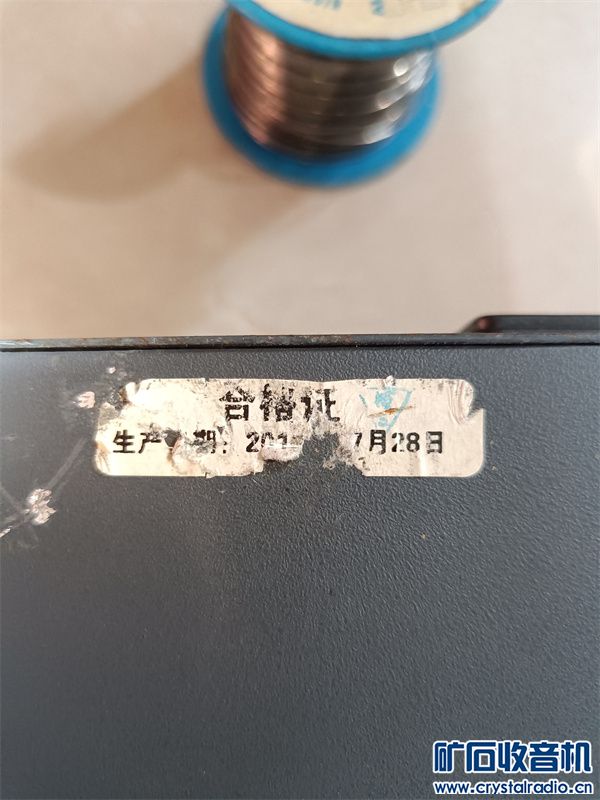 合格证
生产 期: 201 7月28日
矿石收音机
www.crystalradio.cn